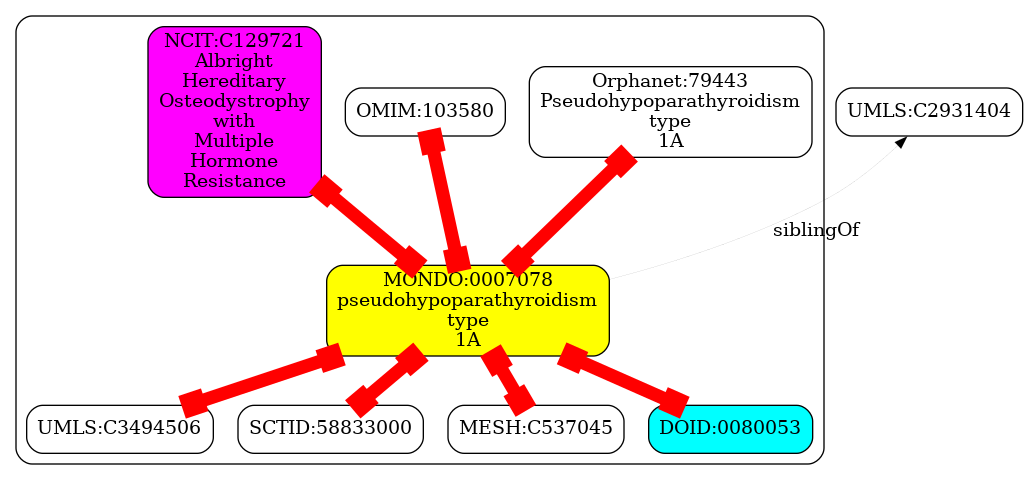 NCIT:C129721
Albright
Hereditary
Osteodystrophy
with
Multiple
Hormone
Resistance
OMIM:103580
Orphanet:79443
Pseudohypoparathyroidism
type
1A
UMLS:C2931404
siblingOf
MONDO:0007078
pseudohypoparathyroidism
type
1A
UMLS:C3494506
SCTID:58833000
MESH:C537045
DOID:0080053